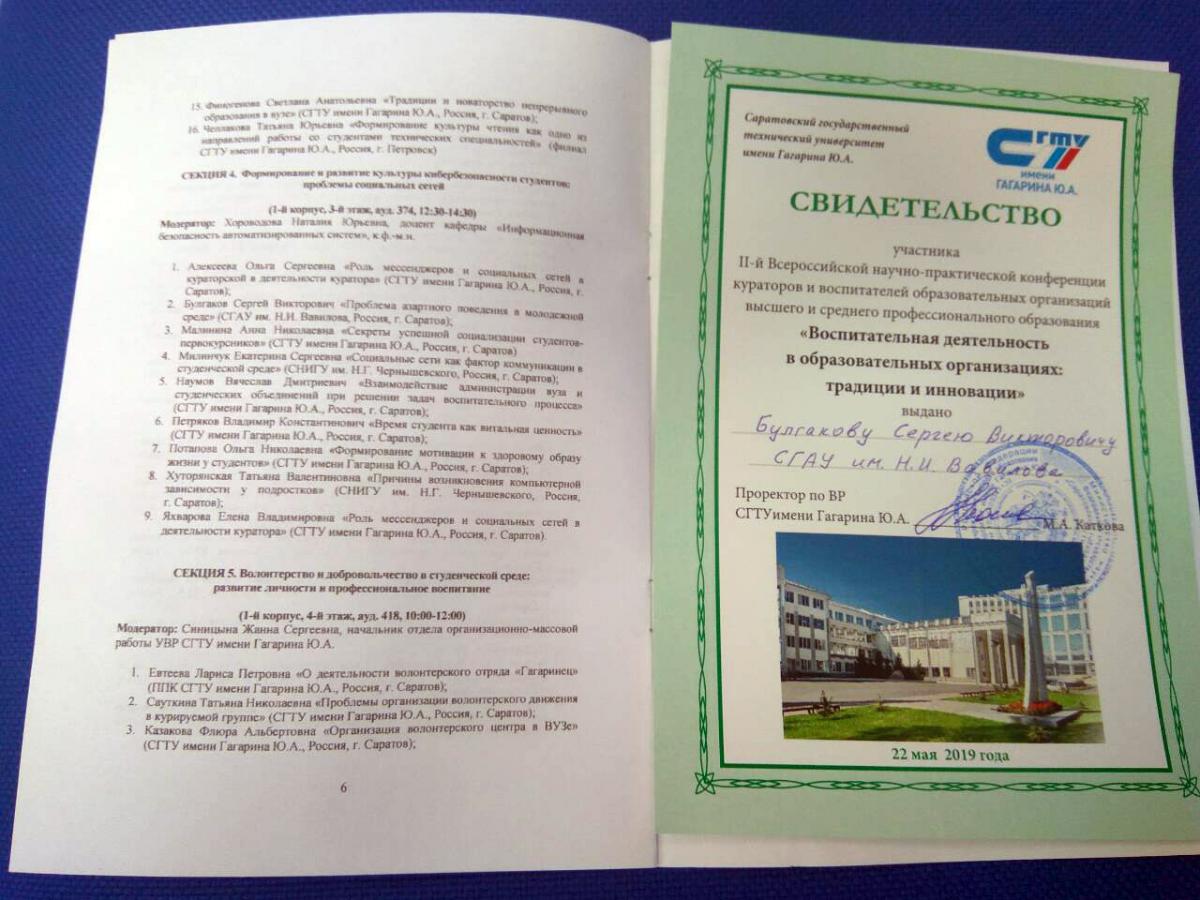 15. Финогенова Светлана Анатольевна «Традиции и новаторство непрерывного
образования в вузе» (СГТУ имени Гагарина Ю.А., Россия, г. Саратов);
16. Чеплакова Татьяна Юрьевна «Формирование культуры чтения как одно из
направлений работы со студентами технических специальностей» (филиал
СГТУ имени Гагарина Ю.А., Россия, г. Петровск)
СЕКЦИЯ 4. Формирование и развитие культуры кибербезопасности студентов:
проблемы социальных сетей
(1-й корпус, 3-й этаж, ауд. 374, 12:30-14:30)
Модератор: Хороводова Наталия Юрьевна, доцент кафедры «Информационная
безопасность автоматизированных систем», к.ф.-м.н.
1. Алексеева Ольга Сергеевна «Роль мессенджеров и социальных сетей в
кураторской в деятельности куратора» (СГТУ имени Гагарина Ю.А., Россия, г.
Саратов);
2. Булгаков Сергей Викторович «Проблема азартного поведения в молодежной
среде» (СГАУ им. Н.И. Вавилова, Россия, г. Саратов);
3. Малинина Анна Николаевна «Секреты успешной социализации студентов-
первокурсников» (СГТУ имени Гагарина Ю.А., Россия, г. Саратов)
4. Милинчук Екатерина Сергеевна «Социальные сети как фактор коммуникации в
студенческой среде» (СНИГУ им. Н.Г. Чернышевского, Россия, г. Саратов);
5. Наумов Вячеслав Дмитриевич «Взаимодействие администрации вуза и
студенческих объединений при решении задач воспитательного процесса»
(СГТУ имени Гагарина Ю.А., Россия, г. Саратов);
6. Петряков Владимир Константинович «Время студента как витальная ценность»
(СГТУ имени Гагарина Ю.А., Россия, г. Саратов);
7. Потапова Ольга Николаевна «Формирование мотивации к здоровому образу
жизни у студентов» (СГТУ имени Гагарина Ю.А., Россия, г. Саратов);
8. Хуторянская Татьяна Валентиновна «Причины возникновения компьютерной
зависимости у подростков» (СНИГУ им. Н.Г. Чернышевского, Россия,
г. Саратов);
9. Яхварова Елена Владимировна «Роль мессенджеров и социальных сетей в
деятельности куратора» (СГТУ имени Гагарина Ю.А., Россия, г. Саратов).
СЕКЦИЯ 5. Волонтерство и добровольчество в студенческой среде:
развитие личности и профессиональное воспитание
(1-й корпус, 4-й этаж, ауд. 418, 10:00-12:00)
Модератор: Синицына Жанна Сергеевна, начальник отдела организационно-массовой
работы УВР СГТУ имени Гагарина Ю.А.
1. Евтеева Лариса Петровна «О деятельности волонтерского отряда «Гагаринец»
(ППК СГТУ имени Гагарина Ю.А., Россия, г. Саратов);
2. Сауткина Татьяна Николаевна «Проблемы организации волонтерского движения
в курируемой группе» (СГТУ имени Гагарина Ю.А., Россия, г. Саратов);
3. Казакова Флюра Альбертовна «Организация волонтерского центра в ВУЗе»
(СГТУ имени Гагарина Ю.А., Россия, г. Саратов);
6
Саратовский государственный
технический университет
имени Гагарина Ю.А.
СГТУ
имени
ГАГАРИНА Ю.А.
СВИДЕТЕЛЬСТВО
участника
II-й Всероссийской научно-практической конференции
кураторов и воспитателей образовательных организаций
высшего и среднего профессионального образования
«Воспитательная деятельность
в образовательных организациях:
традиции и инновации»
выдано
Булгакову Сергею Викторовичу
СГАУ им. Н.И. Вавилова
Проректор по ВР
СГТУимени Гагарина Ю.А.
М.А. Каткова
22 мая 2019 года